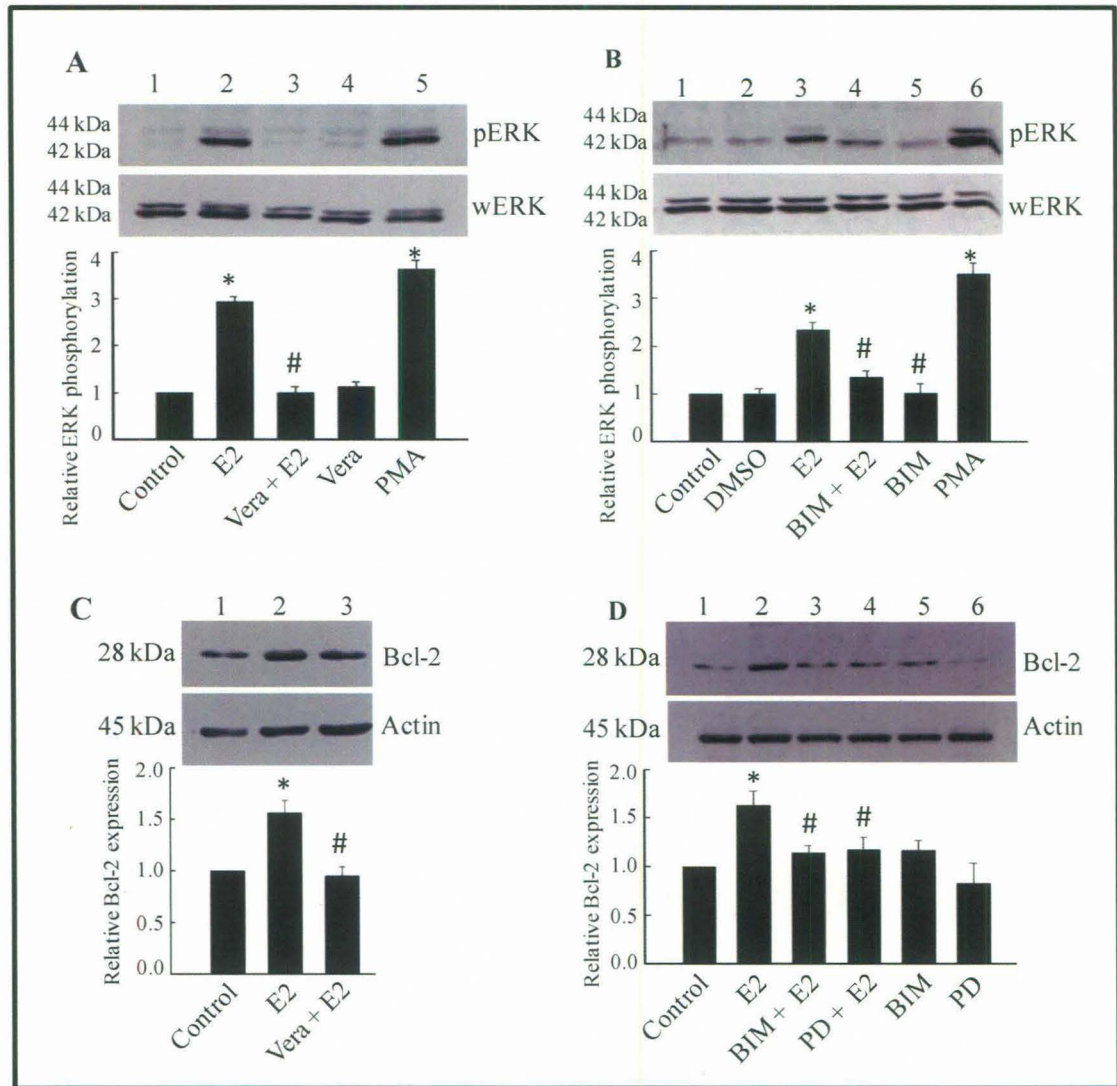 A
1 2 3 4 5
44 kDa
42 kDa
pERK
44 kDa
42 kDa
wERK
Relative ERK phosphorylation
4
3
2
1
0
*
#
*
Control
E2
Vera + E2
Vera
PMA
B
1 2 3 4 5 6
44 kDa
42 kDa
pERK
44 kDa
42 kDa
wERK
Relative ERK phosphorylation
4
3
2
1
0
*
#
#
*
Control
DMSO
E2
BIM + E2
BIM
PMA
C
1 2 3
28 kDa
Bcl-2
45 kDa
Actin
Relative Bcl-2 expression
2.0
1.5
1.0
0.5
0.0
*
#
Control
E2
Vera + E2
D
1 2 3 4 5 6
28 kDa
Bcl-2
45 kDa
Actin
Relative Bcl-2 expression
2.0
1.5
1.0
0.5
0.0
*
#
#
Control
E2
BIM + E2
PD + E2
BIM
PD